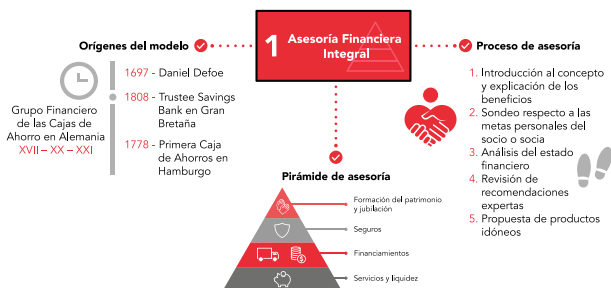 1 Asesoría Financiera
Integral
Orígenes del modelo
1697 - Daniel Defoe
1808 - Trustee Savings
Bank en Gran
Bretaña
1778 - Primera Caja
de Ahorros en
Hamburgo
Grupo Financiero
de las Cajas de
Ahorro en Alemania
XVII – XX – XXI
Proceso de asesoría
1. Introducción al concepto
y explicación de los
beneficios
2. Sondeo respecto a las
metas personales del
socio o socia
3. Análisis del estado
financiero
4. Revisión de
recomendaciones
expertas
5. Propuesta de productos
idóneos
Pirámide de asesoría
Formación del patrimonio
y jubilación
Seguros
Financiamientos
Servicios y liquidez